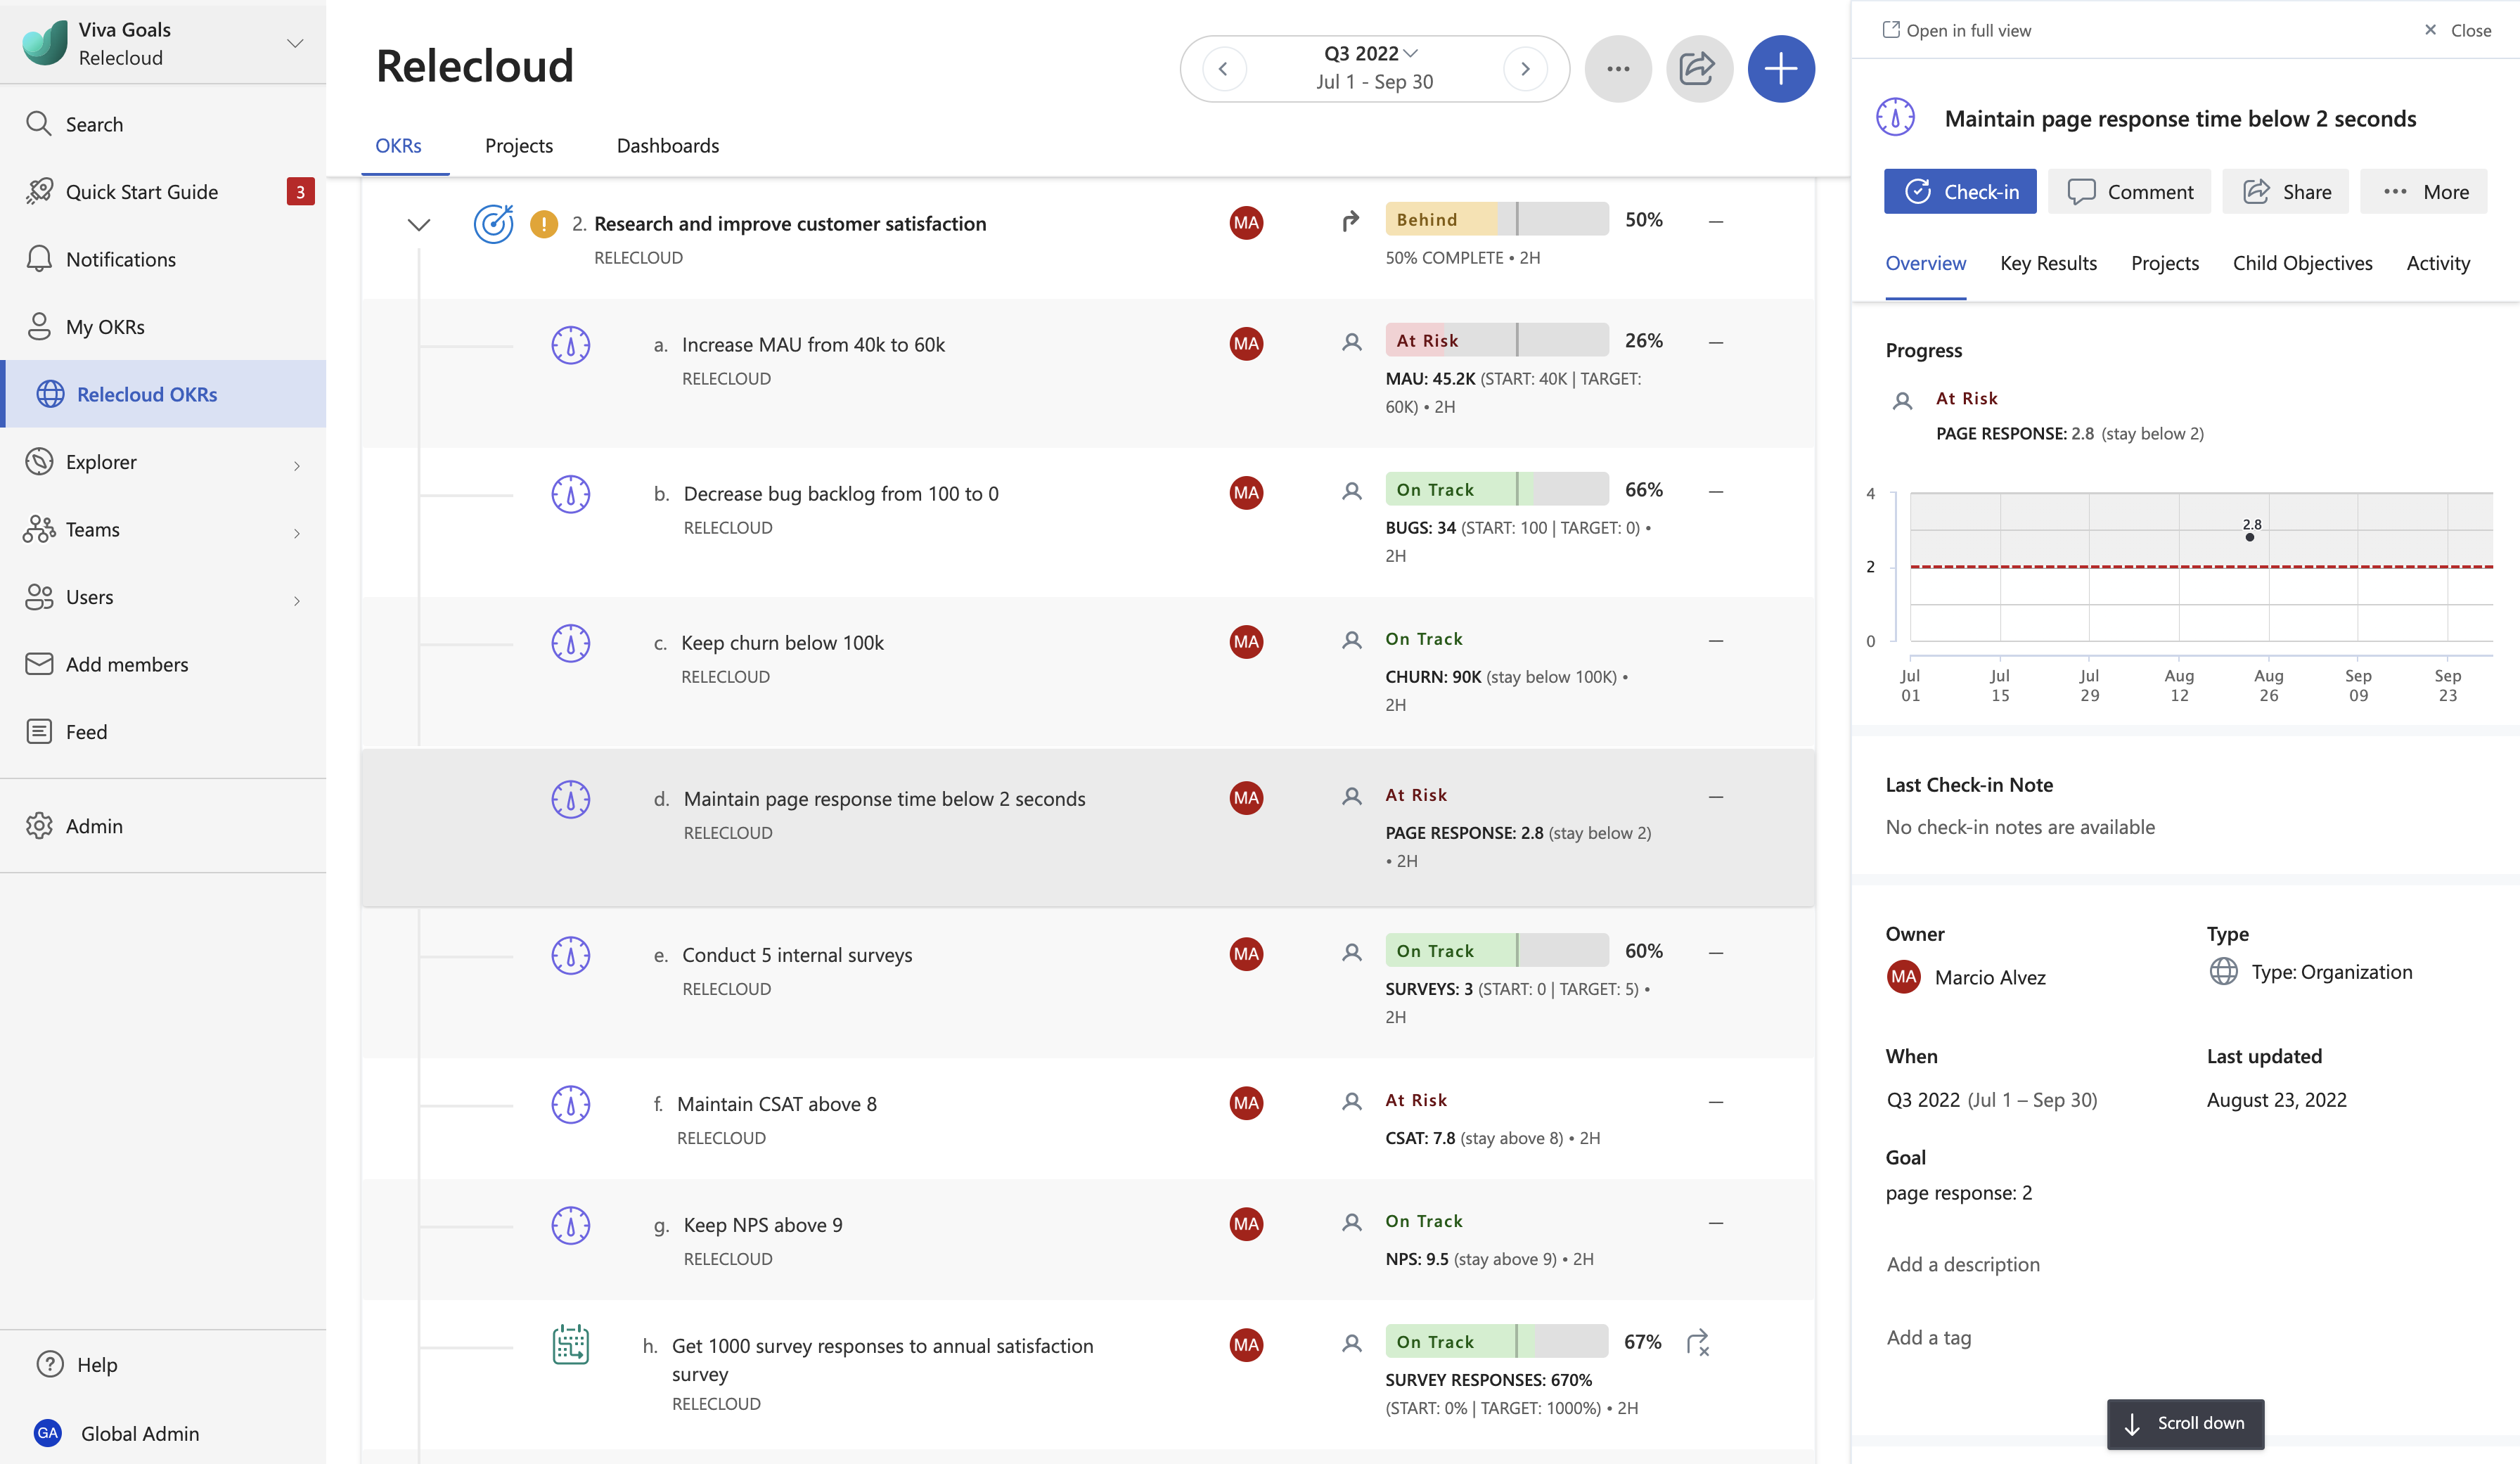 Viva Goals
Relecloud
Search
Quick Start Guide
3
Notifications
My OKRs
Relecloud OKRs
Explorer
Teams
Users
Add members
Feed
Admin
Help
GA
Global Admin
Relecloud
Q3 2022
Jul 1 - Sep 30
OKRs
Projects
Dashboards
2. Research and improve customer satisfaction
RELECLOUD
MA
Behind
50%
50% COMPLETE • 2H
a. Increase MAU from 40k to 60k
RELECLOUD
MA
At Risk
26%
MAU: 45.2K (START: 40K | TARGET:
60K) • 2H
b. Decrease bug backlog from 100 to 0
RELECLOUD
MA
On Track
66%
BUGS: 34 (START: 100 | TARGET: 0) •
2H
c. Keep churn below 100k
RELECLOUD
MA
On Track
CHURN: 90K (stay below 100K) •
2H
d. Maintain page response time below 2 seconds
RELECLOUD
MA
At Risk
PAGE RESPONSE: 2.8 (stay below 2)
• 2H
e. Conduct 5 internal surveys
RELECLOUD
MA
On Track
60%
SURVEYS: 3 (START: 0 | TARGET: 5) •
2H
f. Maintain CSAT above 8
RELECLOUD
MA
At Risk
CSAT: 7.8 (stay above 8) • 2H
g. Keep NPS above 9
RELECLOUD
MA
On Track
NPS: 9.5 (stay above 9) • 2H
h. Get 1000 survey responses to annual satisfaction
survey
RELECLOUD
MA
On Track
67%
SURVEY RESPONSES: 670%
(START: 0% | TARGET: 1000%) • 2H
Open in full view
Close
Maintain page response time below 2 seconds
Check-in
Comment
Share
More
Overview
Key Results
Projects
Child Objectives
Activity
Progress
At Risk
PAGE RESPONSE: 2.8 (stay below 2)
4
2.8
2
0
Jul Jul Jul Aug Aug Sep Sep
01 15 29 12 26 09 23
Last Check-in Note
No check-in notes are available
Owner
MA
Marcio Alvez
Type
Type: Organization
When
Q3 2022 (Jul 1 – Sep 30)
Last updated
August 23, 2022
Goal
page response: 2
Add a description
Add a tag
Scroll down